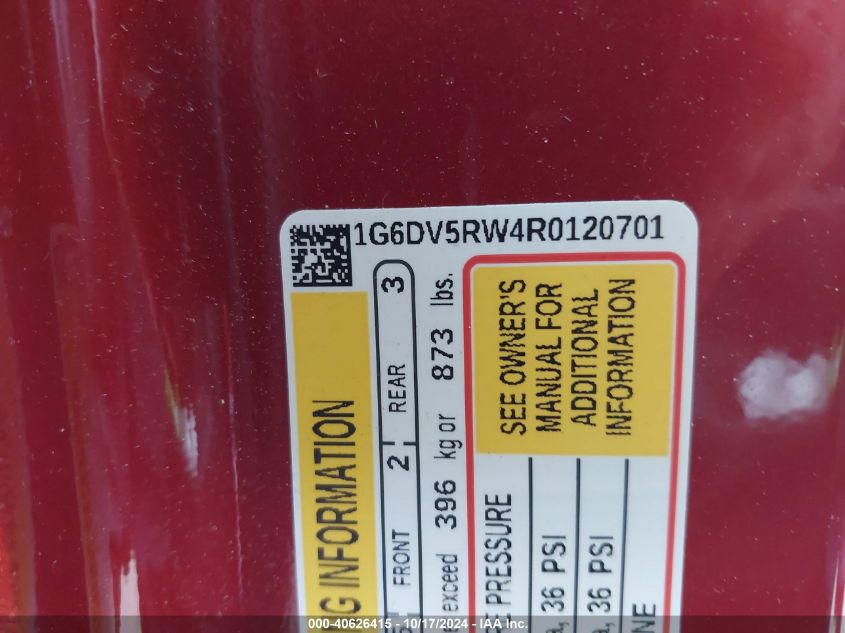 1G6DV5RW4R0120701
INFORMATION
FRONT 2 REAR 3
exceed 396 kg or 873 lbs.
SEE OWNER'S
MANUAL FOR
ADDITIONAL
INFORMATION
PRESSURE
36 PSI
36 PSI
000-40626415 - 10/17/2024 - IAA Inc.